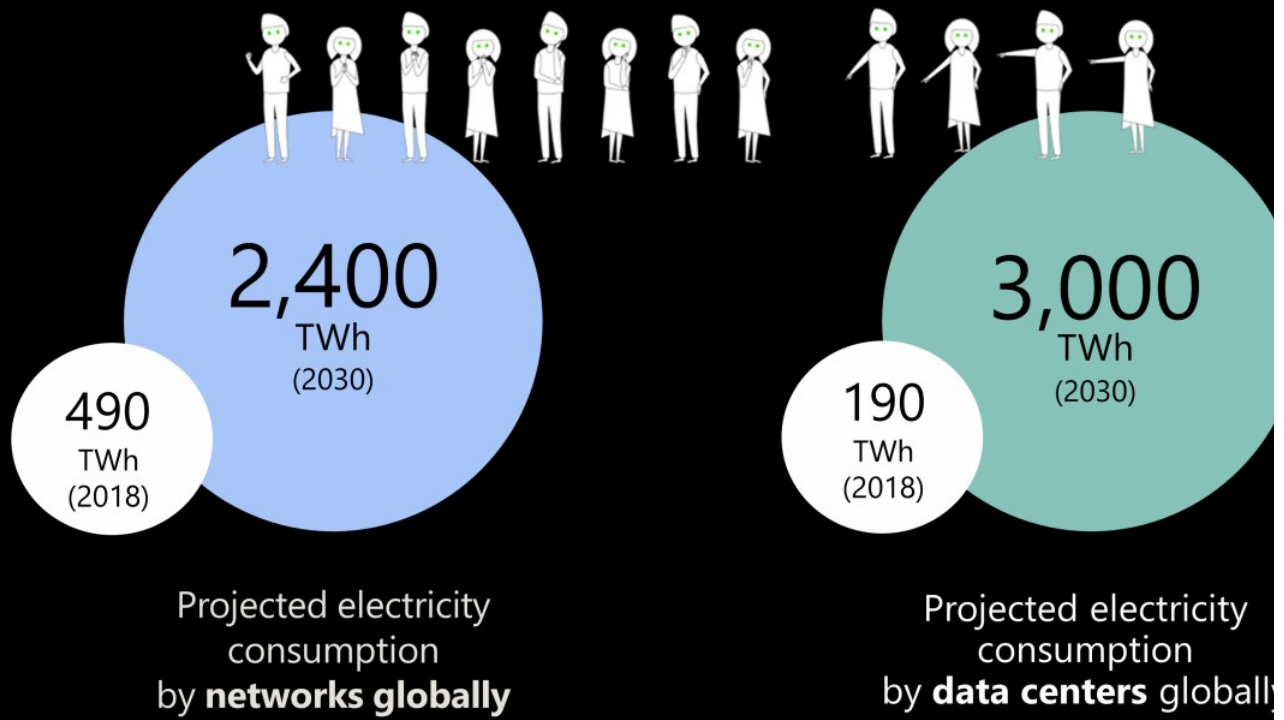 2,400
TWh
(2030)
490
TWh
(2018)
Projected electricity
consumption
by networks globally
3,000
TWh
(2030)
190
TWh
(2018)
Projected electricity
consumption
by data centers globally